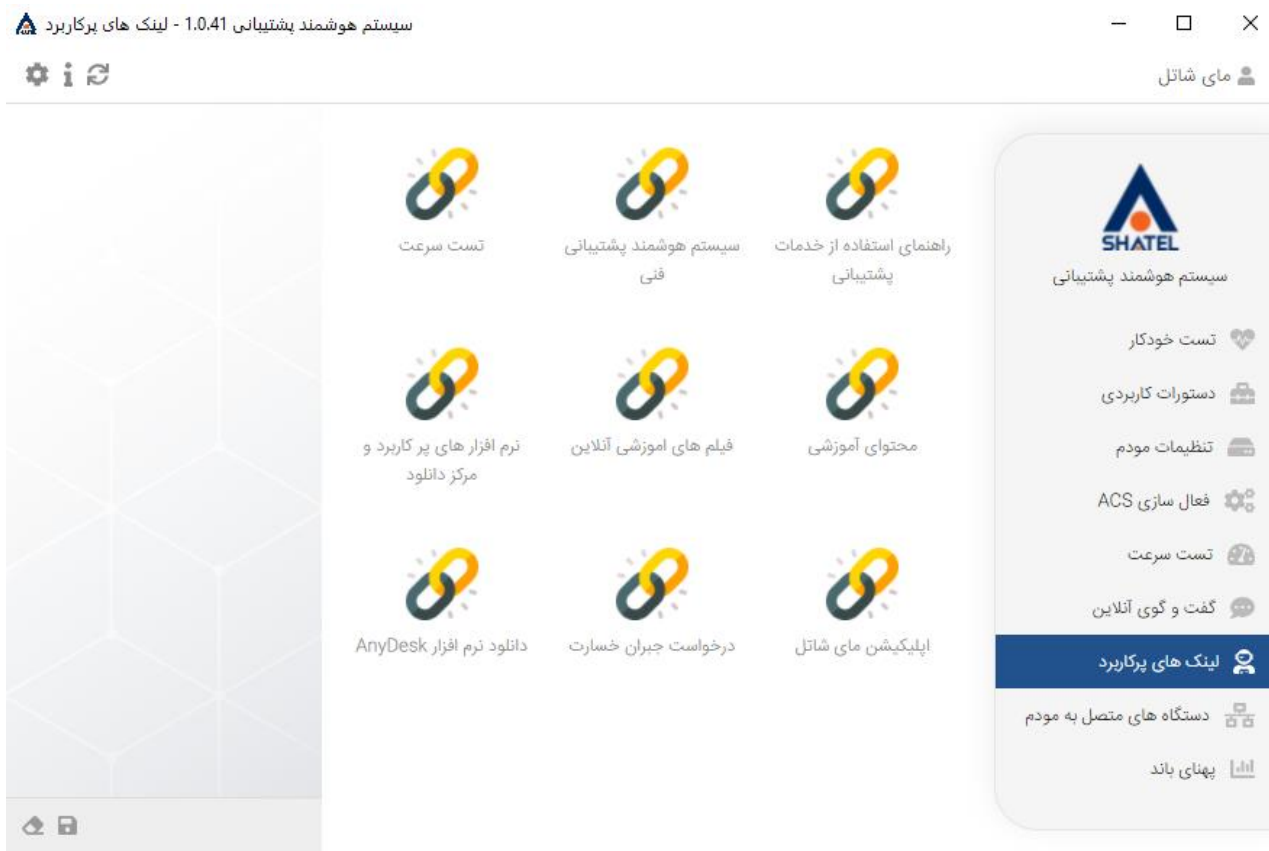 سیستم هوشمند پشتیبانی 1.0.41 - لینک های پرکاربرد
مای شاتل
SHATEL
سیستم هوشمند پشتیبانی
تست خودکار
دستورات کاربردی
تنظیمات مودم
فعال سازی ACS
تست سرعت
گفت و گوی آنلاین
لینک های پرکاربرد
دستگاه های متصل به مودم
پهنای باند
راهنمای استفاده از خدمات
پشتیبانی
سیستم هوشمند پشتیبانی
فنی
تست سرعت
محتوای آموزشی
فیلم های اموزشی آنلاین
نرم افزار های پر کاربرد و
مرکز دانلود
اپلیکیشن مای شاتل
درخواست جبران خسارت
دانلود نرم افزار AnyDesk